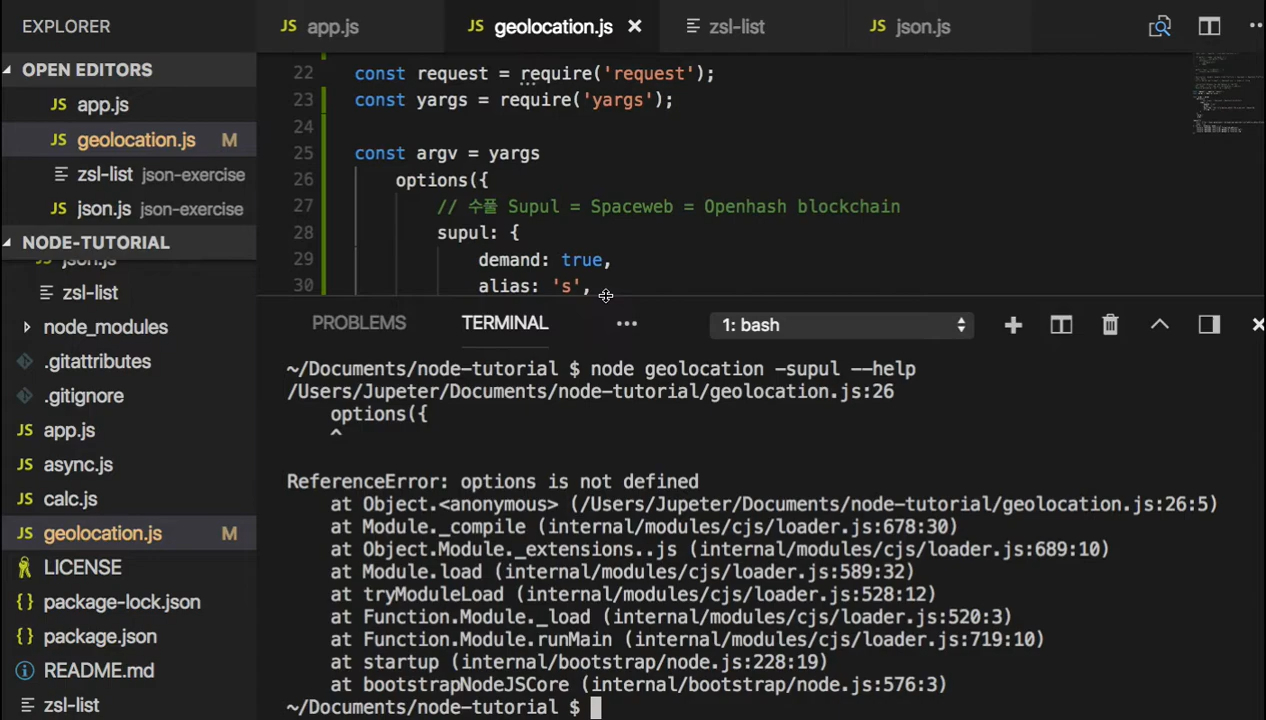 EXPLORER
JS app.js
JS geolocation.js
zsl-list
JS json.js
OPEN EDITORS
JS app.js
JS geolocation.js M
zsl-list json-exercise
JS json.js json-exercise
NODE-TUTORIAL
json.js
zsl-list
node_modules
.gitattributes
.gitignore
JS app.js
JS async.js
JS calc.js
JS geolocation.js M
LICENSE
{} package-lock.json
{} package.json
README.md
zsl-list
22 const request = require('request');
23 const yargs = require('yargs');
24
25 const argv = yargs
26 options({
27 // 수풀 Supul = Spaceweb = Openhash blockchain
28 supul: {
29 demand: true,
30 alias: 's',
PROBLEMS TERMINAL ··· 1: bash
~/Documents/node-tutorial $ node geolocation -supul --help
/Users/Jupeter/Documents/node-tutorial/geolocation.js:26
options({
^
ReferenceError: options is not defined
at Object.<anonymous> (/Users/Jupeter/Documents/node-tutorial/geolocation.js:26:5)
at Module._compile (internal/modules/cjs/loader.js:678:30)
at Object.Module._extensions..js (internal/modules/cjs/loader.js:689:10)
at Module.load (internal/modules/cjs/loader.js:589:32)
at tryModuleLoad (internal/modules/cjs/loader.js:528:12)
at Function.Module._load (internal/modules/cjs/loader.js:520:3)
at Function.Module.runMain (internal/modules/cjs/loader.js:719:10)
at startup (internal/bootstrap/node.js:228:19)
at bootstrapNodeJSCore (internal/bootstrap/node.js:576:3)
~/Documents/node-tutorial $